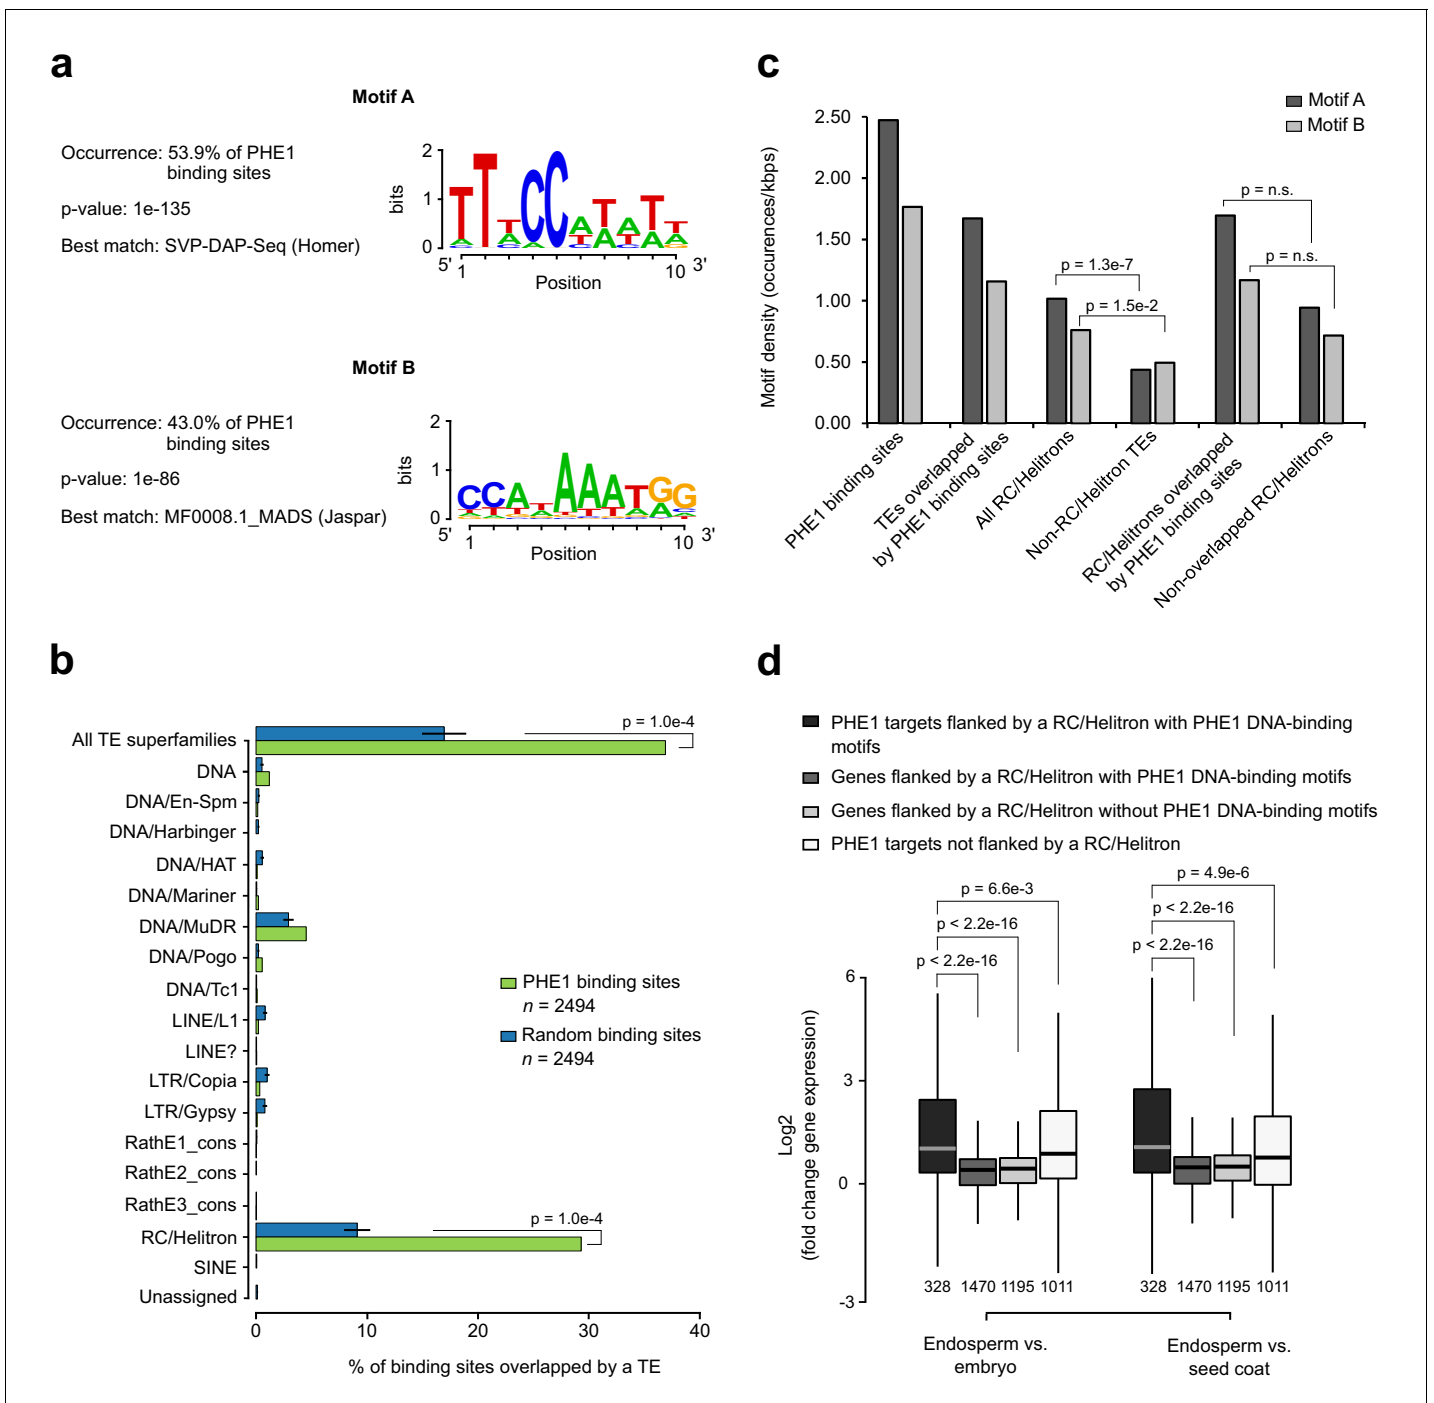 a
Motif A
Occurrence: 53.9% of PHE1
binding sites
p-value: 1e-135
Best match: SVP-DAP-Seq (Homer)
2
1
0
bits
5' 1 10 3'
Position
Motif B
Occurrence: 43.0% of PHE1
binding sites
p-value: 1e-86
Best match: MF0008.1_MADS (Jaspar)
2
1
0
bits
5' 1 10 3'
Position
c
Motif A
Motif B
Motif density (occurences/kbps)
2.50
2.00
1.50
1.00
0.50
0.00
p = 1.3e-7
p = 1.5e-2
p = n.s.
p = n.s.
PHE1 binding sites
TEs overlapped
by PHE1 binding sites
All RC/Helitrons
Non-RC/Helitron TEs
RC/Helitrons overlapped
by PHE1 binding sites
Non-overlapped RC/Helitrons
b
All TE superfamilies
DNA
DNA/En-Spm
DNA/Harbinger
DNA/HAT
DNA/Mariner
DNA/MuDR
DNA/Pogo
DNA/Tc1
LINE/L1
LINE?
LTR/Copia
LTR/Gypsy
RathE1_cons
RathE2_cons
RathE3_cons
RC/Helitron
SINE
Unassigned
p = 1.0e-4
p = 1.0e-4
PHE1 binding sites
n = 2494
Random binding sites
n = 2494
0 10 20 30 40
% of binding sites overlapped by a TE
d
PHE1 targets flanked by a RC/Helitron with PHE1 DNA-binding
motifs
Genes flanked by a RC/Helitron with PHE1 DNA-binding motifs
Genes flanked by a RC/Helitron without PHE1 DNA-binding motifs
PHE1 targets not flanked by a RC/Helitron
p = 6.6e-3
p < 2.2e-16
p < 2.2e-16
p = 4.9e-6
p < 2.2e-16
p < 2.2e-16
Log2
(fold change gene expression)
6
3
0
-3
328 1470 1195 1011
328 1470 1195 1011
Endosperm vs.
embryo
Endosperm vs.
seed coat